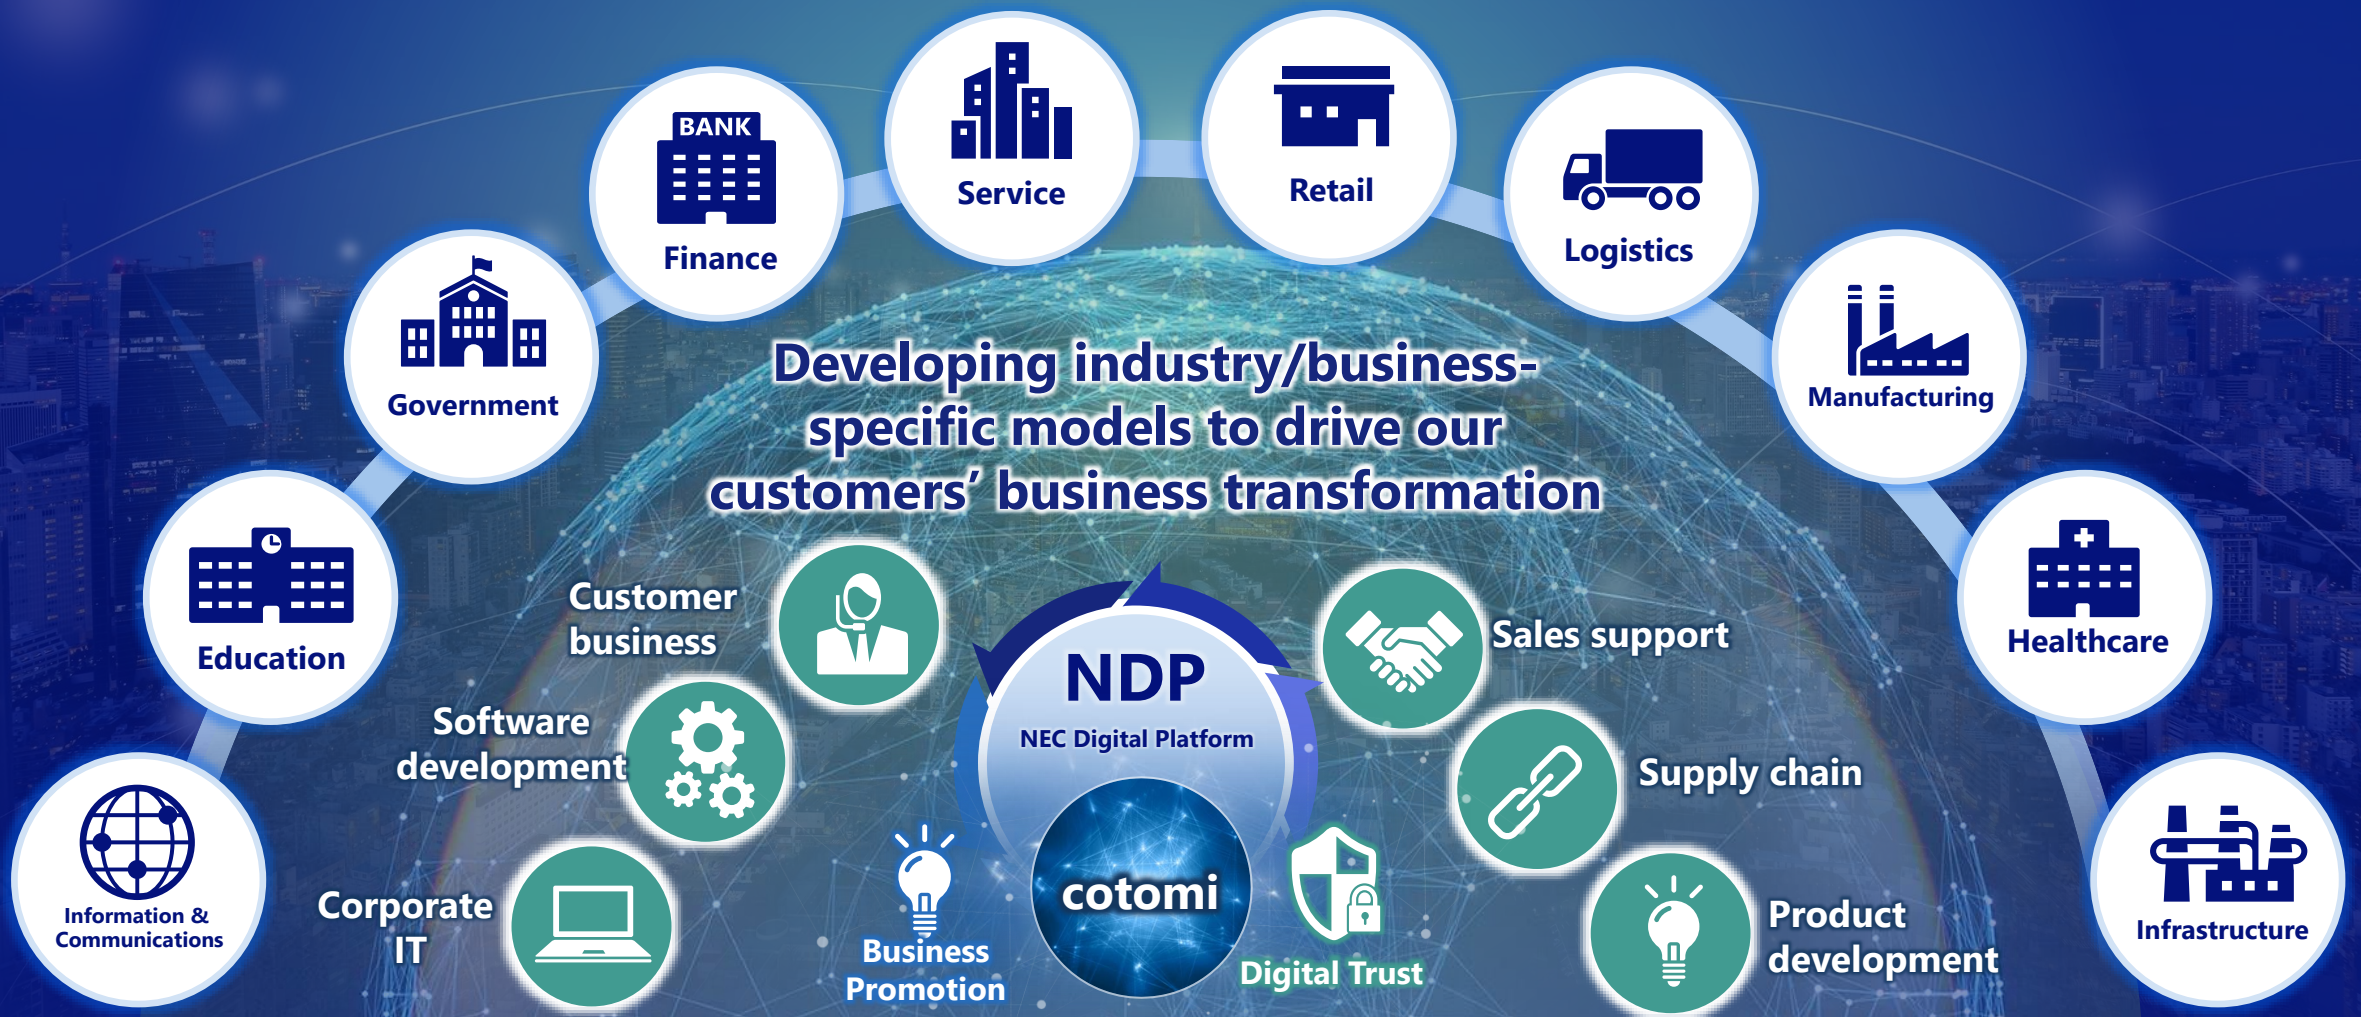 BANK
Service
Retail
Finance
Logistics
Government
Manufacturing
Developing industry/business-
specific models to drive our
customers’ business transformation
Education
Healthcare
Customer
business
Sales support
NDP
NEC Digital Platform
Software
development
Supply chain
cotomi
Information &
Communications
Corporate
IT
Business
Promotion
Digital Trust
Product
development
Infrastructure